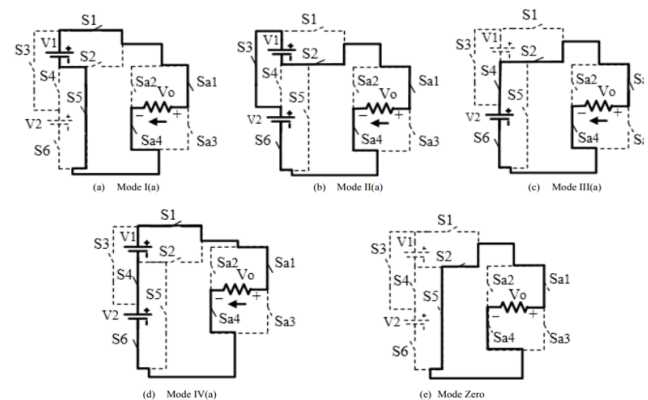 S1
S3
V1
S2
S4
Sa2
Sa1
S5
Vo
V2
− +
Sa4
Sa3
S6
(a) Mode I(a)
S1
S3
V1
S2
S4
Sa2
Sa1
S5
Vo
V2
− +
Sa4
Sa3
S6
(b) Mode II(a)
S1
S3
V1
S2
S4
Sa2
Sa
S5
Vo
V2
− +
Sa4
Sa
S6
(c) Mode III(a)
S1
S3
V1
S2
S4
Sa2
Sa1
S5
Vo
V2
− +
Sa4
Sa3
S6
(d) Mode IV(a)
S1
S3
V1
S2
S4
Sa2
Sa1
S5
Vo
V2
− +
Sa4
Sa3
S6
(e) Mode Zero